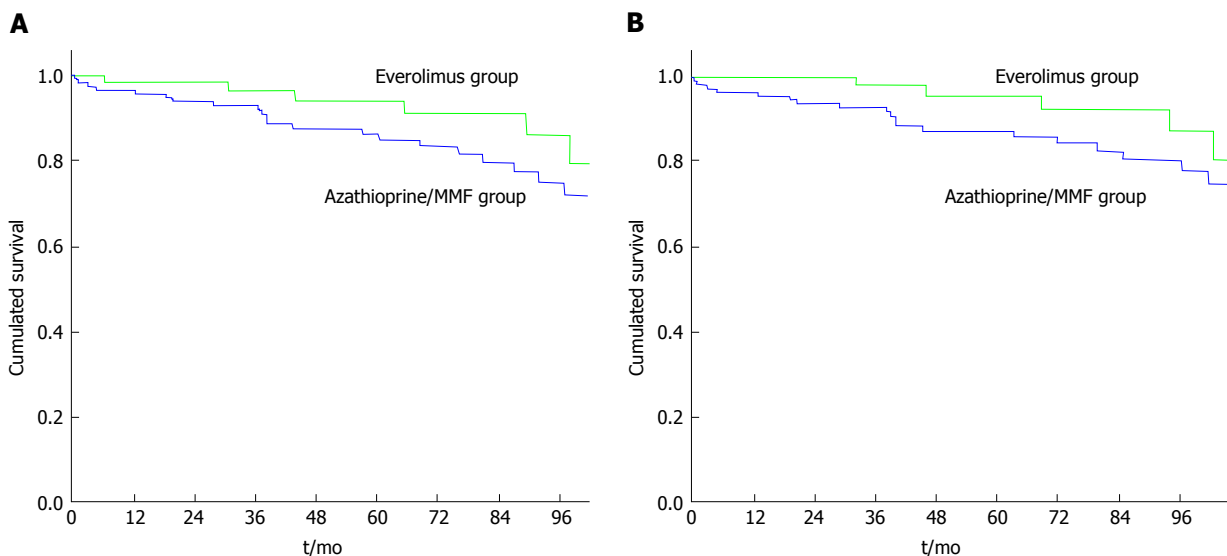 A
Cumulated survival
1.0
0.8
0.6
0.4
0.2
0.0
Everolimus group
Azathioprine/MMF group
0 12 24 36 48 60 72 84 96
t/mo
B
Cumulated survival
1.0
0.8
0.6
0.4
0.2
0.0
Everolimus group
Azathioprine/MMF group
0 12 24 36 48 60 72 84 96
t/mo